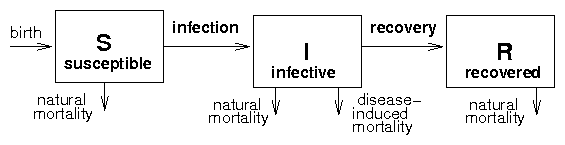 birth
S
susceptible
infection
I
infective
recovery
R
recovered
natural
mortality
natural
mortality
disease-
induced
mortality
natural
mortality